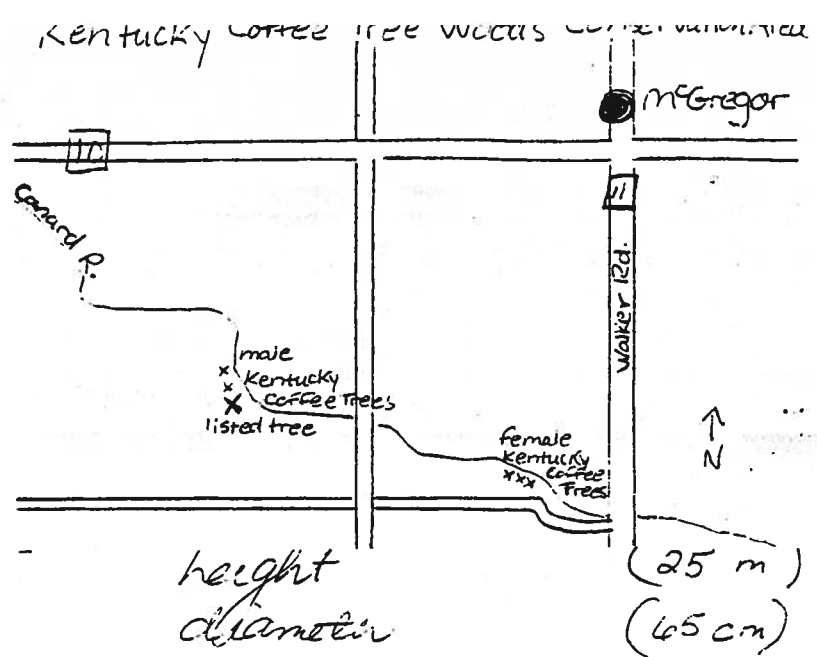 Kentucky Coffee Tree Woods Conservation Area
McGregor
10
11
Canard R.
Walker Rd.
male
Kentucky
Coffee Trees
listed tree
female
Kentucky
Coffee
Trees
N
height (25 m)
diameter (65 cm)